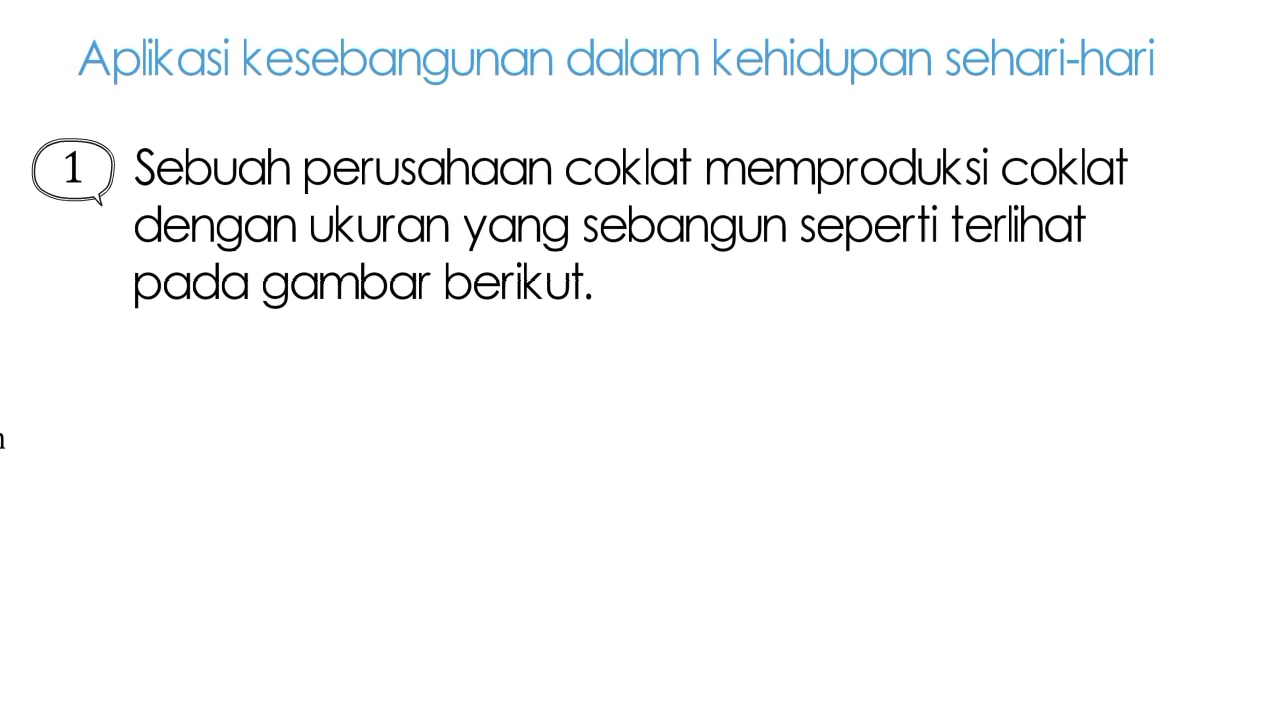 Aplikasi kesebangunan dalam kehidupan sehari-hari
1 Sebuah perusahaan coklat memproduksi coklat
dengan ukuran yang sebangun seperti terlihat
pada gambar berikut.